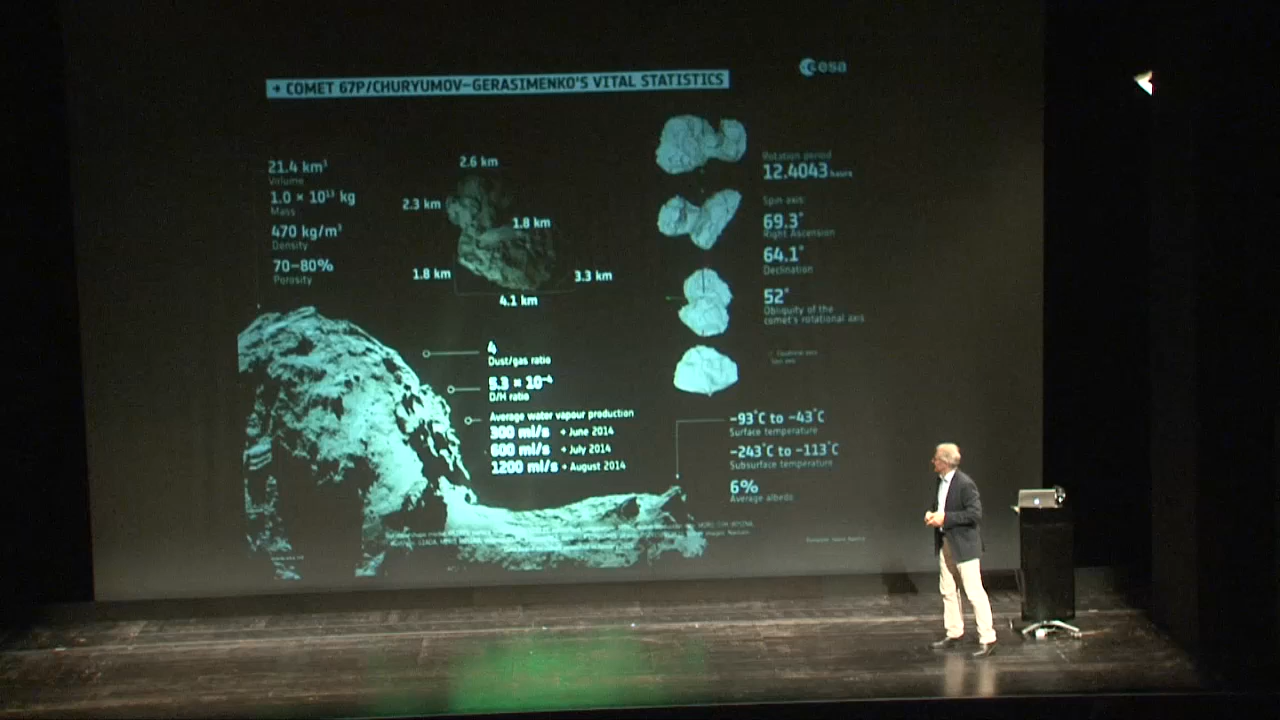 → COMET 67P/CHURYUMOV–GERASIMENKO'S VITAL STATISTICS
esa
21.4 km³
Volume
1.0 × 10¹³ kg
Mass
470 kg/m³
Density
70–80%
Porosity
2.6 km
2.3 km
1.8 km
1.8 km
3.3 km
4.1 km
Rotation period
12.4043 hours
Spin axis
69.3°
Right Ascension
64.1°
Declination
52°
Obliquity of the
comet's rotational axis
4
Dust/gas ratio
5.3 × 10⁻⁴
D/H ratio
Average water vapour production
300 ml/s → June 2014
600 ml/s → July 2014
1200 ml/s → August 2014
-93°C to -43°C
Surface temperature
-243°C to -113°C
Subsurface temperature
6%
Average albedo
European Space Agency